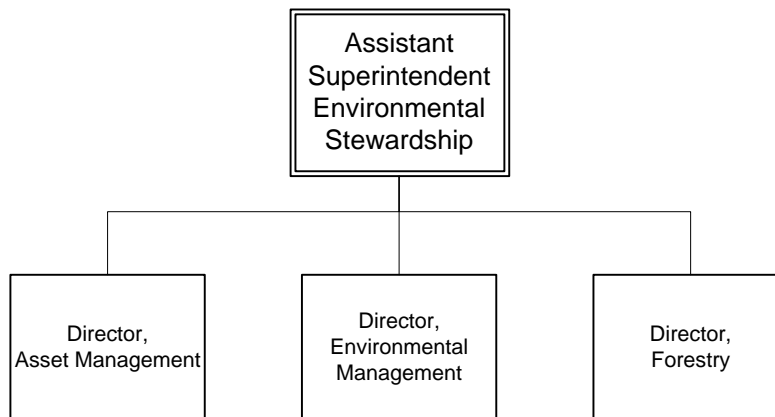 Assistant
Superintendent
Environmental
Stewardship
Director,
Asset Management
Director,
Environmental
Management
Director,
Forestry